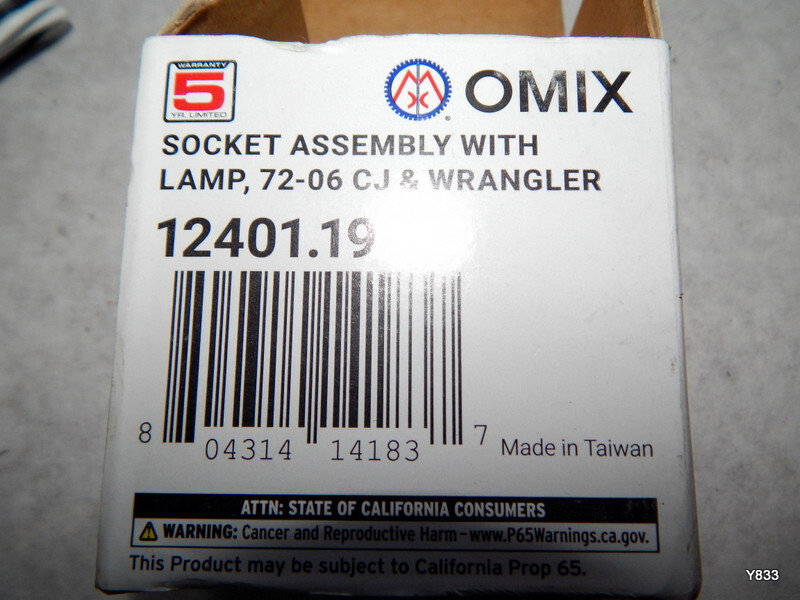 WARRANTY
5
YR. LIMITED
OMIX
SOCKET ASSEMBLY WITH
LAMP, 72-06 CJ & WRANGLER
12401.19
8 04314 14183 7
Made in Taiwan
ATTN: STATE OF CALIFORNIA CONSUMERS
WARNING: Cancer and Reproductive Harm – www.P65Warnings.ca.gov.
This Product may be subject to California Prop 65.
Y833